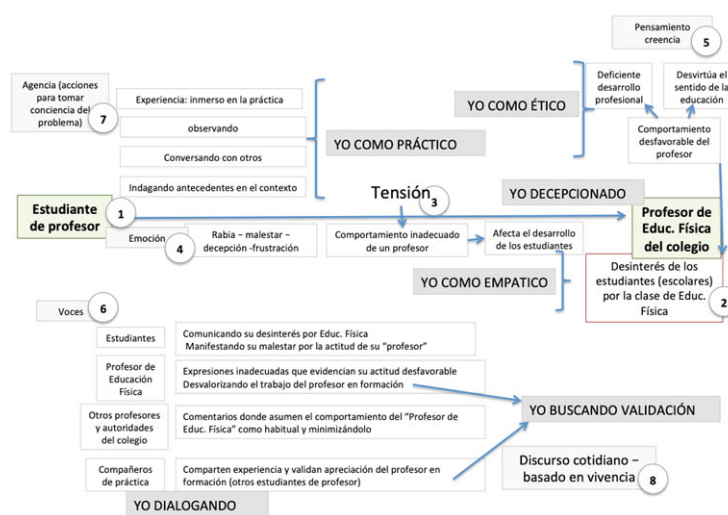 Pensamiento
creencia
5
Agencia (acciones
para tomar
conciencia del
problema)
7
Experiencia: inmerso en la práctica
observando
Conversando con otros
Indagando antecedentes en el contexto
YO COMO PRÁCTICO
YO COMO ÉTICO
Deficiente
desarrollo
profesional
Desvirtúa el
sentido de la
educación
Comportamiento
desfavorable del
profesor
Estudiante
de profesor
1
Tensión
3
YO DECEPCIONADO
Profesor de
Educ. Física
del colegio
Emoción
4
Rabia – malestar –
decepción -frustración
Comportamiento inadecuado
de un profesor
Afecta el desarrollo
de los estudiantes
YO COMO EMPATICO
Desinterés de los
estudiantes (escolares)
por la clase de Educ.
Física
2
Voces
6
Estudiantes
Comunicando su desinterés por Educ. Física
Manifestando su malestar por la actitud de su “profesor”
Profesor de
Educación
Física
Expresiones inadecuadas que evidencian su actitud desfavorable
Desvalorizando el trabajo del profesor en formación
Otros profesores
y autoridades
del colegio
Comentarios donde asumen el comportamiento del “Profesor de
Educ. Física” como habitual y minimizándolo
Compañeros
de práctica
Comparten experiencia y validan apreciación del profesor en
formación (otros estudiantes de profesor)
YO DIALOGANDO
YO BUSCANDO VALIDACIÓN
Discurso cotidiano –
basado en vivencia
8